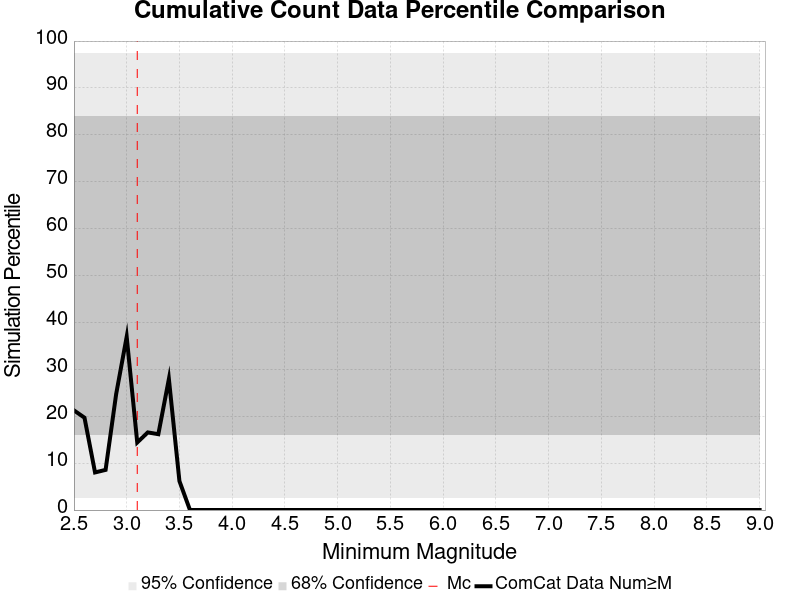 Cumulative Count Data Percentile Comparison
100
90
80
70
60
50
40
30
20
10
0
Simulation Percentile
2.5 3.0 3.5 4.0 4.5 5.0 5.5 6.0 6.5 7.0 7.5 8.0 8.5 9.0
Minimum Magnitude
95% Confidence 68% Confidence Mc ComCat Data Num≥M